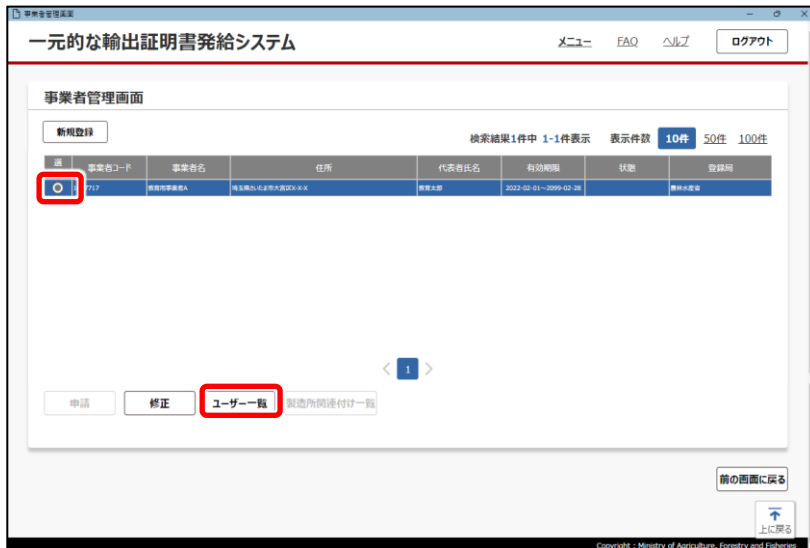 事業者管理画面
一元的な輸出証明書発給システム
メニュー FAQ ヘルプ ログアウト
事業者管理画面
新規登録
検索結果1件中 1-1件表示 表示件数 10件 50件 100件
選 事業者コード 事業者名 住所 代表者氏名 有効期限 状態 登録局
7717 教育用事業者A 埼玉県さいたま市大宮区X-X-X 教育太郎 2022-02-01～2099-02-28 農林水産省
< 1 >
申請 修正 ユーザー一覧 製造所関連付け一覧
前の画面に戻る
上に戻る
Copyright : Ministry of Agriculture, Forestry and Fisheries